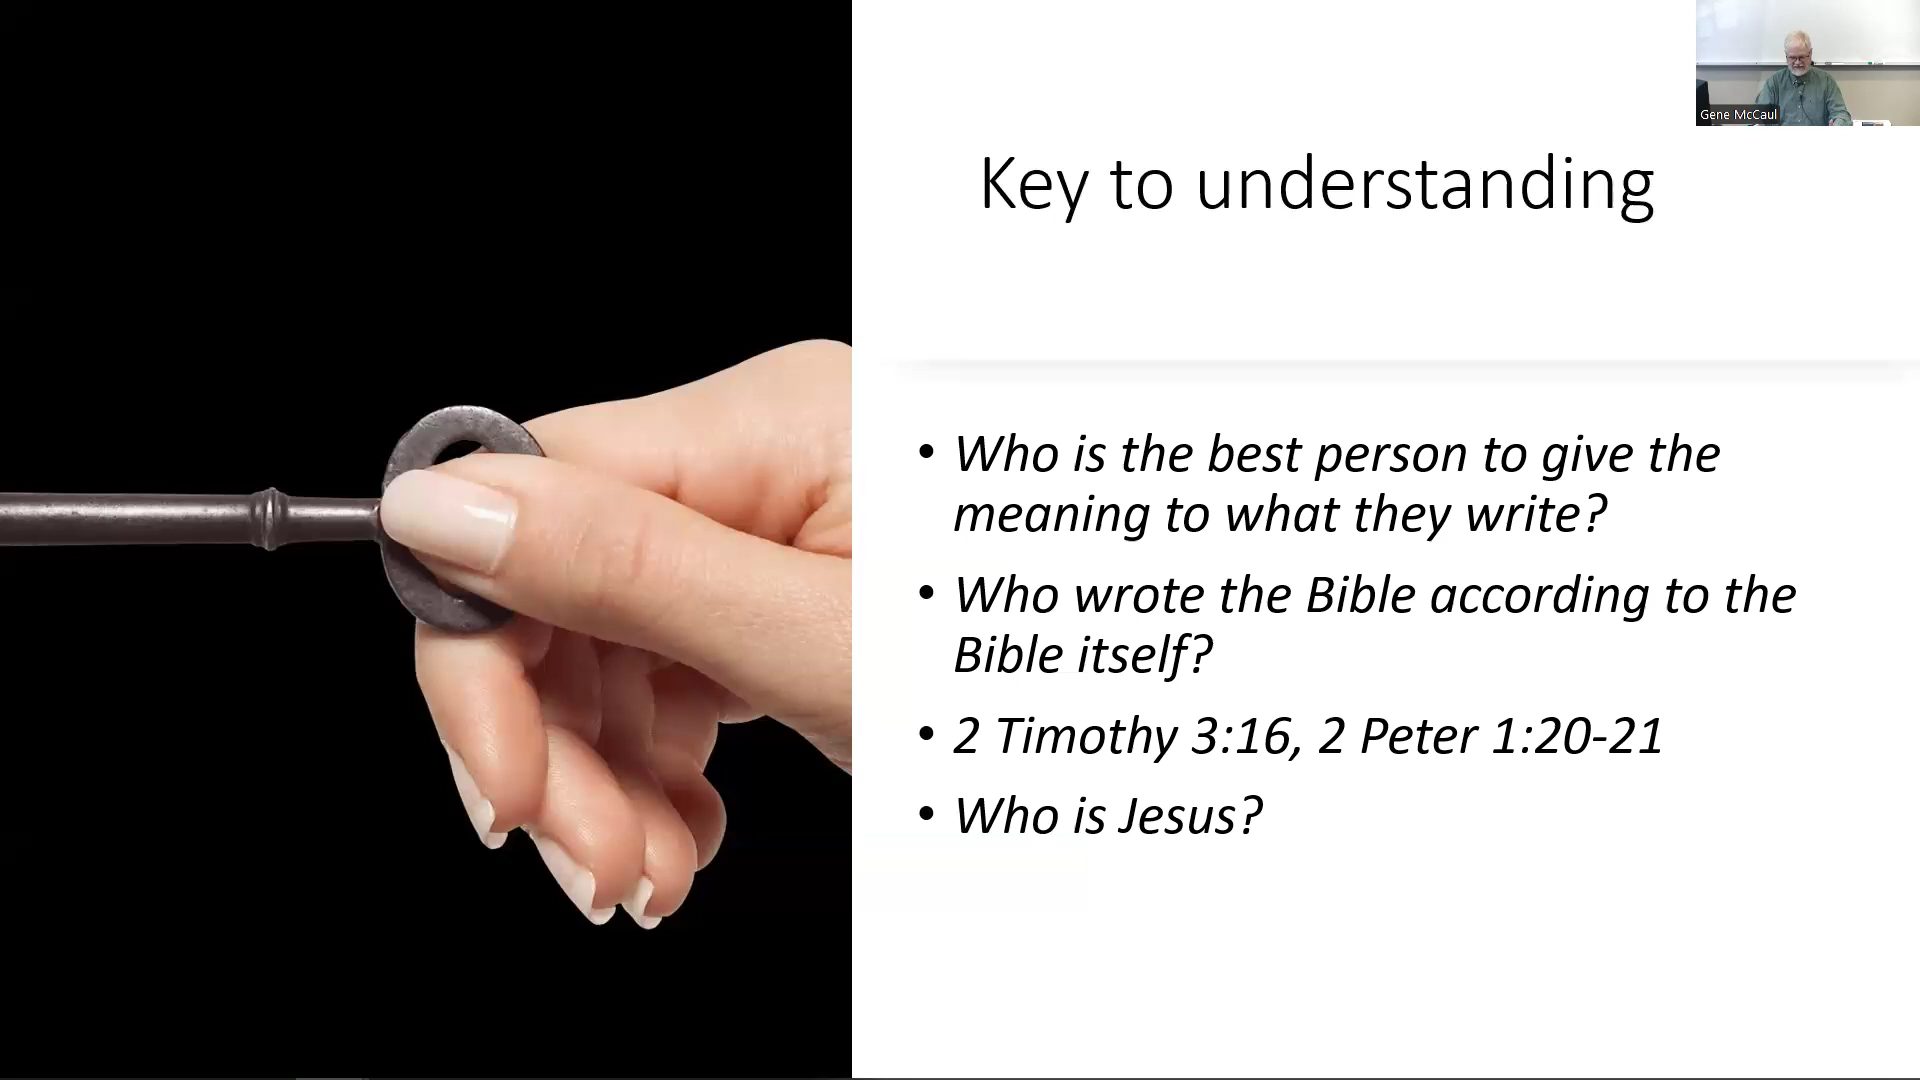 Gene McCaul
Key to understanding
• Who is the best person to give the
meaning to what they write?
• Who wrote the Bible according to the
Bible itself?
• 2 Timothy 3:16, 2 Peter 1:20-21
• Who is Jesus?